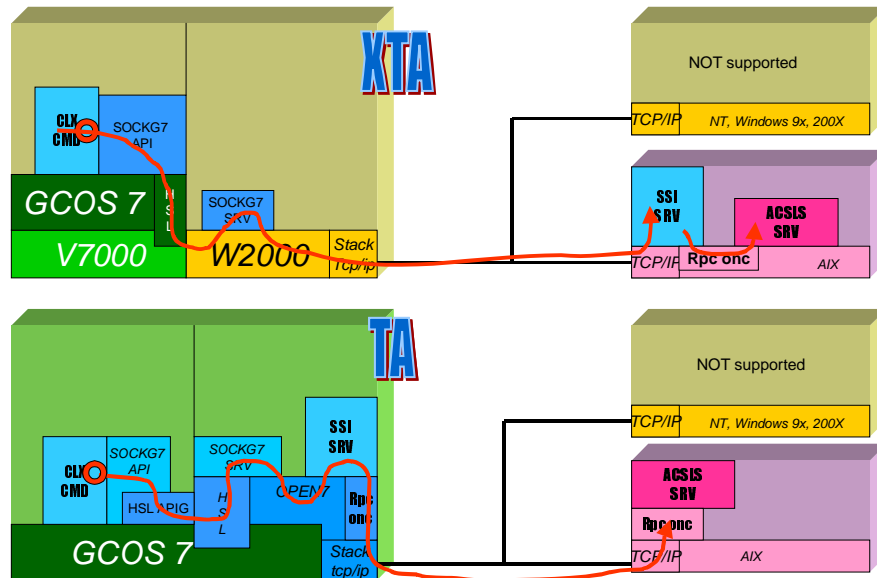 XTA
CLX
CMD
SOCKG7
API
GCOS 7
H
S
L
SOCKG7
SRV
V7000
W2000
Stack
Tcp/ip
NOT supported
TCP/IP
NT, Windows 9x, 200X
SSI
SRV
ACSLS
SRV
TCP/IP
Rpc onc
AIX
TA
CLX
CMD
SOCKG7
API
HSL APIG
SOCKG7
SRV
H
S
L
SSI
SRV
OPEN7
Rpc
onc
GCOS 7
Stack
tcp/ip
NOT supported
TCP/IP
NT, Windows 9x, 200X
ACSLS
SRV
Rpc onc
TCP/IP
AIX